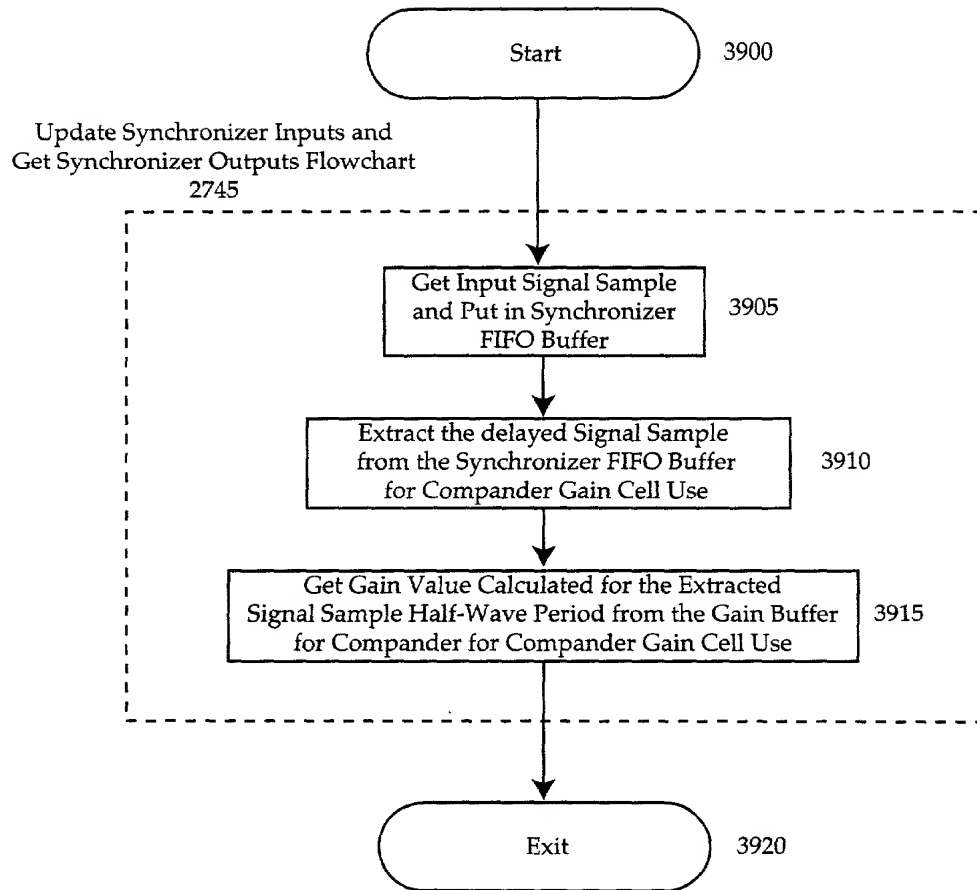 Start
3900
Update Synchronizer Inputs and
Get Synchronizer Outputs Flowchart
2745
Get Input Signal Sample
and Put in Synchronizer
FIFO Buffer
3905
Extract the delayed Signal Sample
from the Synchronizer FIFO Buffer
for Compander Gain Cell Use
3910
Get Gain Value Calculated for the Extracted
Signal Sample Half-Wave Period from the Gain Buffer
for Compander for Compander Gain Cell Use
3915
Exit
3920